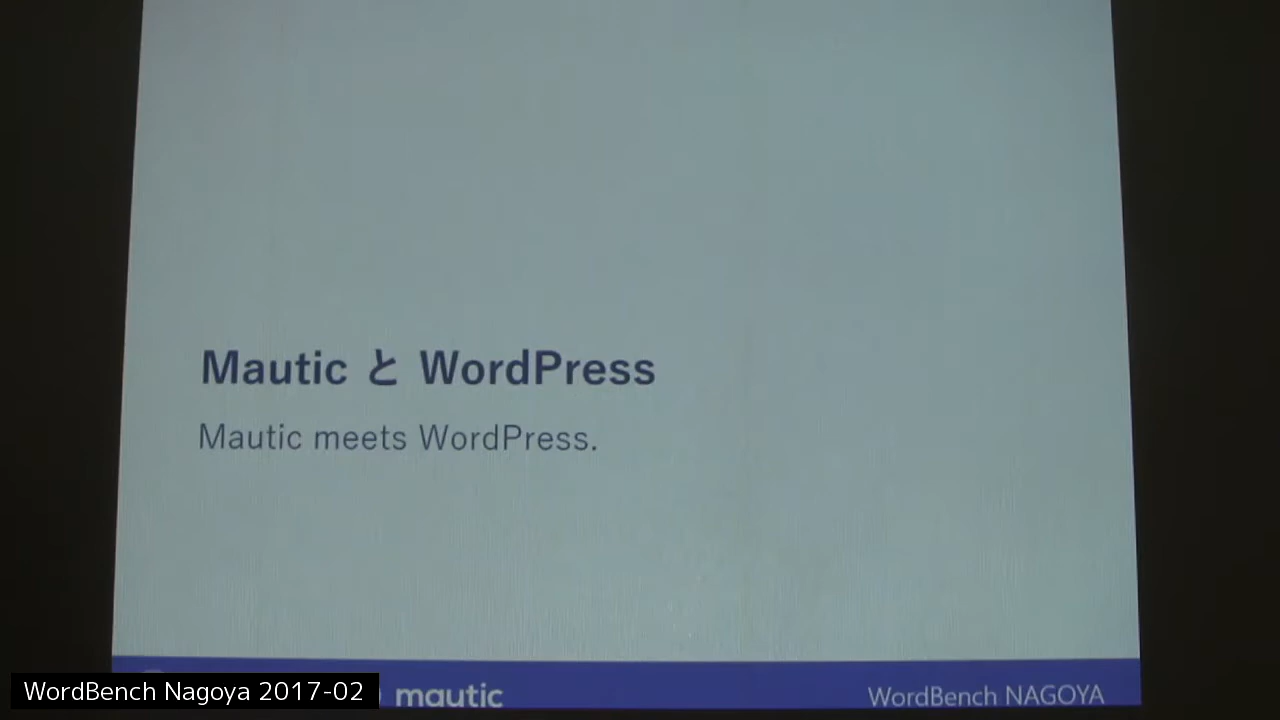 Mautic と WordPress
Mautic meets WordPress.
mautic
WordBench NAGOYA
WordBench Nagoya 2017-02